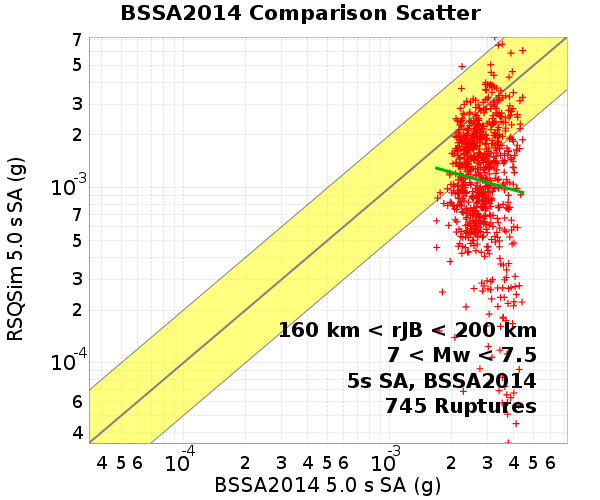 BSSA2014 Comparison Scatter
RSQSim 5.0 s SA (g)
7
5
3
2
10-3
7
5
3
2
10-4
6
4
160 km < rJB < 200 km
7 < Mw < 7.5
5s SA, BSSA2014
745 Ruptures
4 5 6 10-4 2 3 4 5 6 10-3 2 3 4 5 6
BSSA2014 5.0 s SA (g)